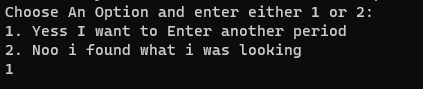 Choose An Option and enter either 1 or 2:
1. Yess I want to Enter another period
2. Noo i found what i was looking
1